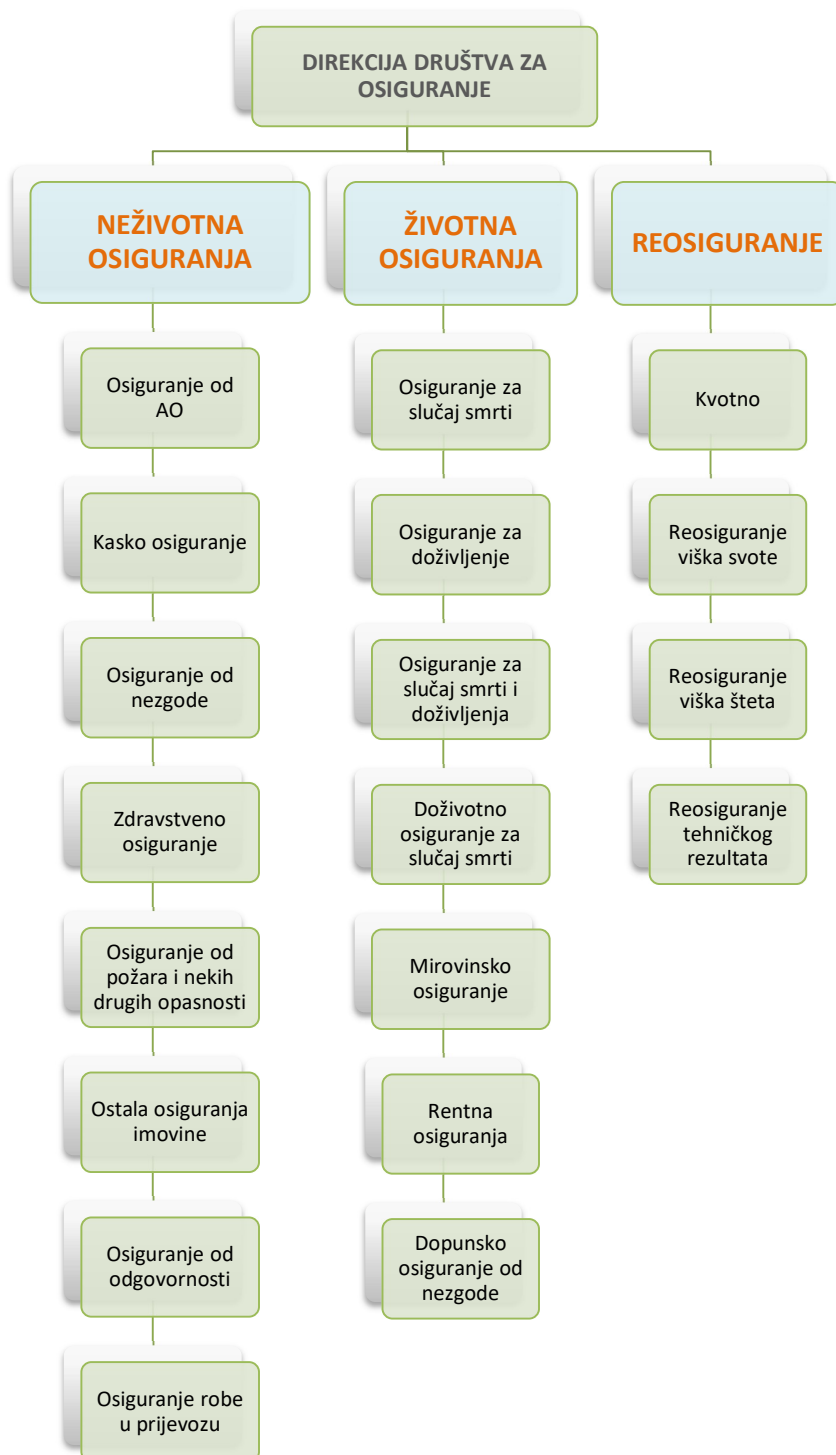 DIREKCIJA DRUŠTVA ZA
OSIGURANJE
NEŽIVOTNA
OSIGURANJA
Osiguranje od
AO
Kasko osiguranje
Osiguranje od
nezgode
Zdravstveno
osiguranje
Osiguranje od
požara i nekih
drugih opasnosti
Ostala osiguranja
imovine
Osiguranje od
odgovornosti
Osiguranje robe
u prijevozu
ŽIVOTNA
OSIGURANJA
Osiguranje za
slučaj smrti
Osiguranje za
doživljenje
Osiguranje za
slučaj smrti i
doživljenja
Doživotno
osiguranje za
slučaj smrti
Mirovinsko
osiguranje
Rentna
osiguranja
Dopunsko
osiguranje od
nezgode
REOSIGURANJE
Kvotno
Reosiguranje
viška svote
Reosiguranje
viška šteta
Reosiguranje
tehničkog
rezultata